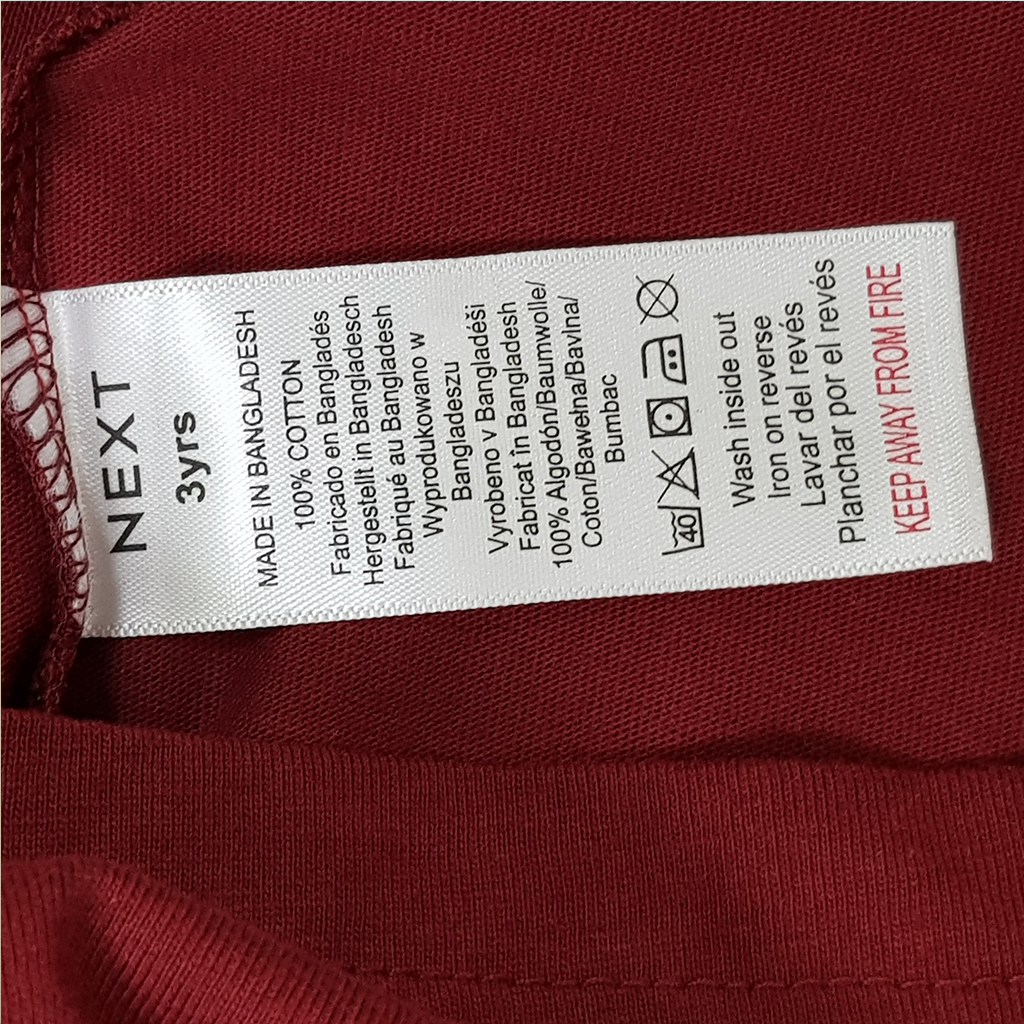 NEXT
3yrs
MADE IN BANGLADESH
100% COTTON
Fabricado en Bangladés
Hergestellt in Bangladesch
Fabriqué au Bangladesh
Wyprodukowano w
Bangladeszu
Vyrobeno v Bangladéši
Fabricat în Bangladesh
100% Algodón/Baumwolle/
Coton/Bawełna/Bavlna/
Bumbac
40
Wash inside out
Iron on reverse
Lavar del revés
Planchar por el revés
KEEP AWAY FROM FIRE